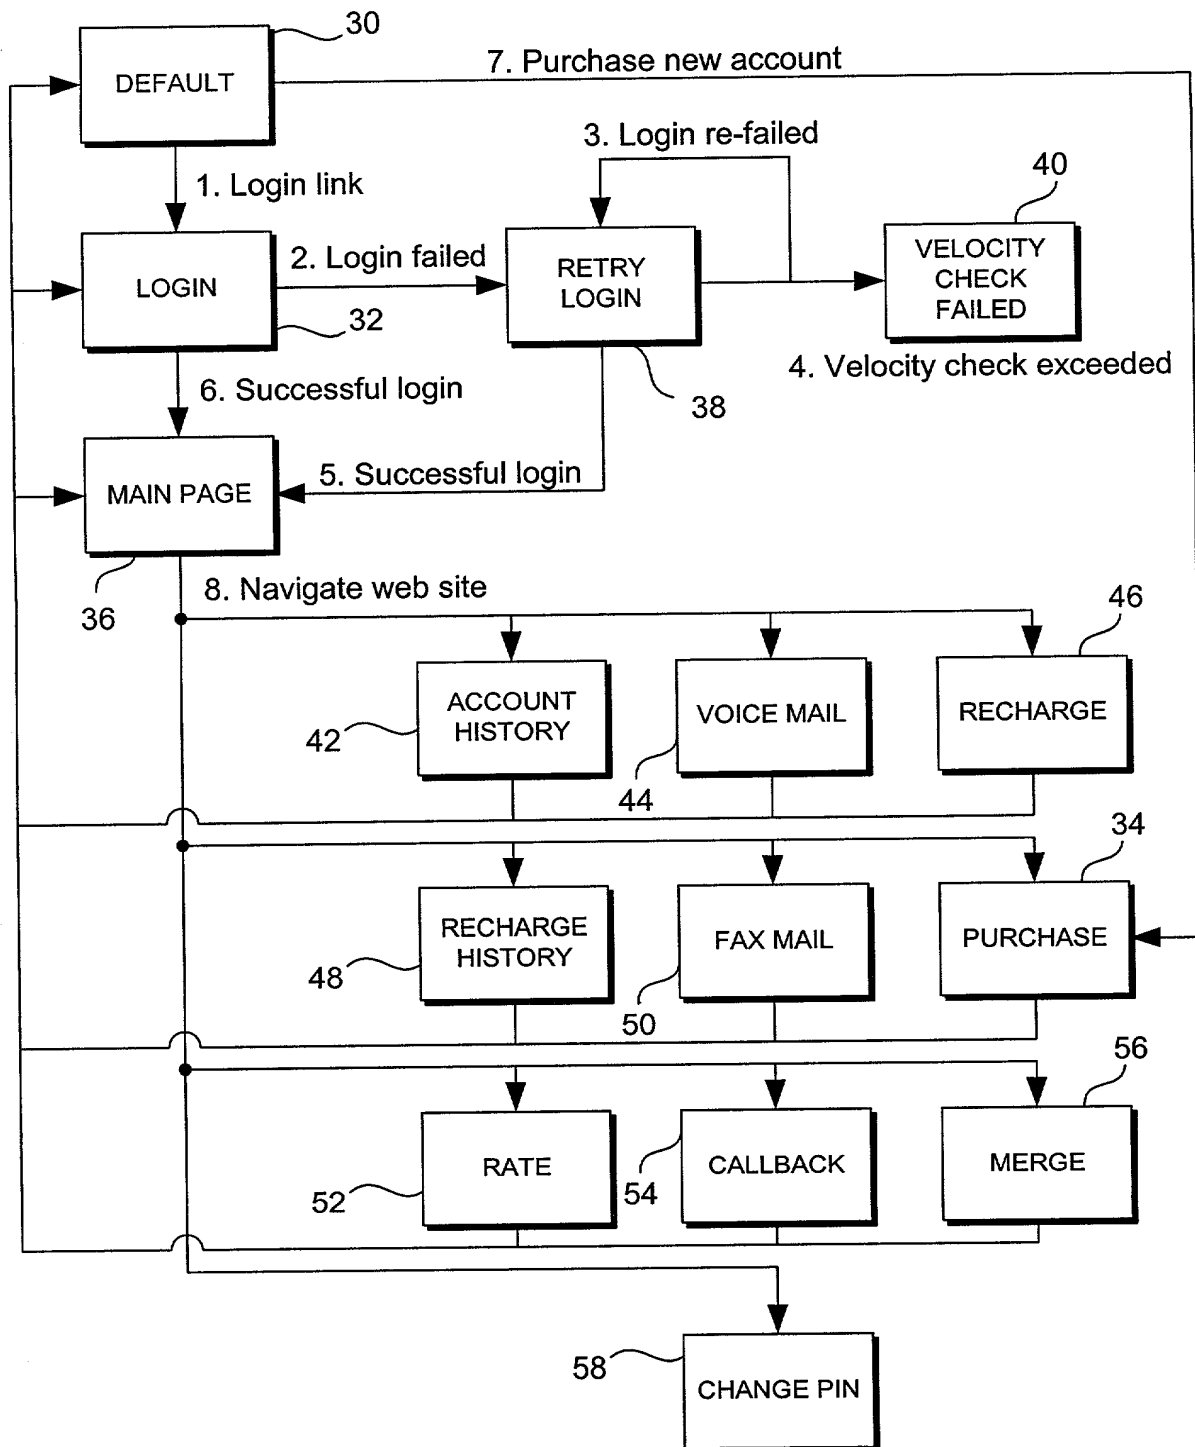 30
7. Purchase new account
DEFAULT
3. Login re-failed
40
1. Login link
VELOCITY
CHECK
FAILED
2. Login failed
RETRY
LOGIN
LOGIN
32
4. Velocity check exceeded
6. Successful login
38
5. Successful login
MAIN PAGE
8. Navigate web site
36
46
ACCOUNT
HISTORY
VOICE MAIL
RECHARGE
42
44
34
RECHARGE
HISTORY
FAX MAIL
PURCHASE
48
50
56
RATE
CALLBACK
MERGE
52
54
58
CHANGE PIN